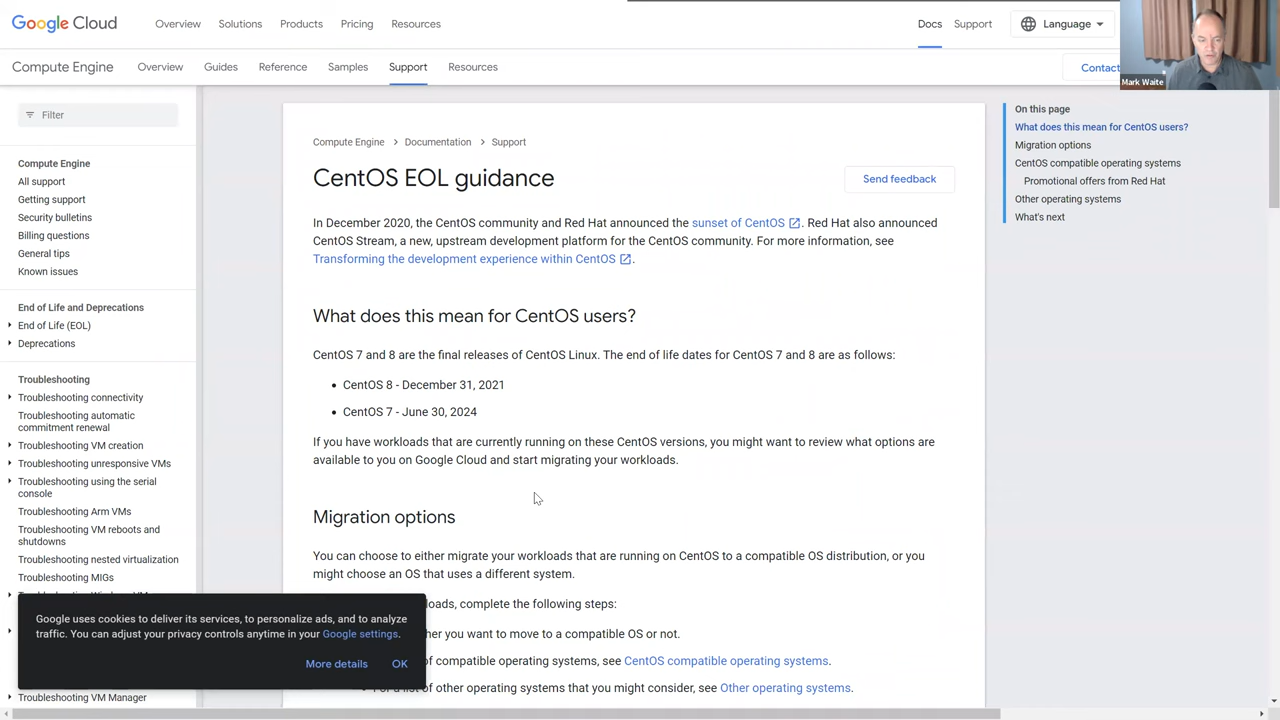 Google Cloud
Overview
Solutions
Products
Pricing
Resources
Docs
Support
Language
Compute Engine
Overview
Guides
Reference
Samples
Support
Resources
Contact
Mark Waite
Filter
Compute Engine
All support
Getting support
Security bulletins
Billing questions
General tips
Known issues
End of Life and Deprecations
End of Life (EOL)
Deprecations
Troubleshooting
Troubleshooting connectivity
Troubleshooting automatic
commitment renewal
Troubleshooting VM creation
Troubleshooting unresponsive VMs
Troubleshooting using the serial
console
Troubleshooting Arm VMs
Troubleshooting VM reboots and
shutdowns
Troubleshooting nested virtualization
Troubleshooting MIGs
Troubleshooting VM Manager
Compute Engine > Documentation > Support
CentOS EOL guidance
Send feedback
In December 2020, the CentOS community and Red Hat announced the sunset of CentOS. Red Hat also announced
CentOS Stream, a new, upstream development platform for the CentOS community. For more information, see
Transforming the development experience within CentOS.
What does this mean for CentOS users?
CentOS 7 and 8 are the final releases of CentOS Linux. The end of life dates for CentOS 7 and 8 are as follows:
• CentOS 8 - December 31, 2021
• CentOS 7 - June 30, 2024
If you have workloads that are currently running on these CentOS versions, you might want to review what options are
available to you on Google Cloud and start migrating your workloads.
Migration options
You can choose to either migrate your workloads that are running on CentOS to a compatible OS distribution, or you
might choose an OS that uses a different system.
loads, complete the following steps:
her you want to move to a compatible OS or not.
of compatible operating systems, see CentOS compatible operating systems.
For a list of other operating systems that you might consider, see Other operating systems.
On this page
What does this mean for CentOS users?
Migration options
CentOS compatible operating systems
Promotional offers from Red Hat
Other operating systems
What's next
Google uses cookies to deliver its services, to personalize ads, and to analyze
traffic. You can adjust your privacy controls anytime in your Google settings.
More details
OK